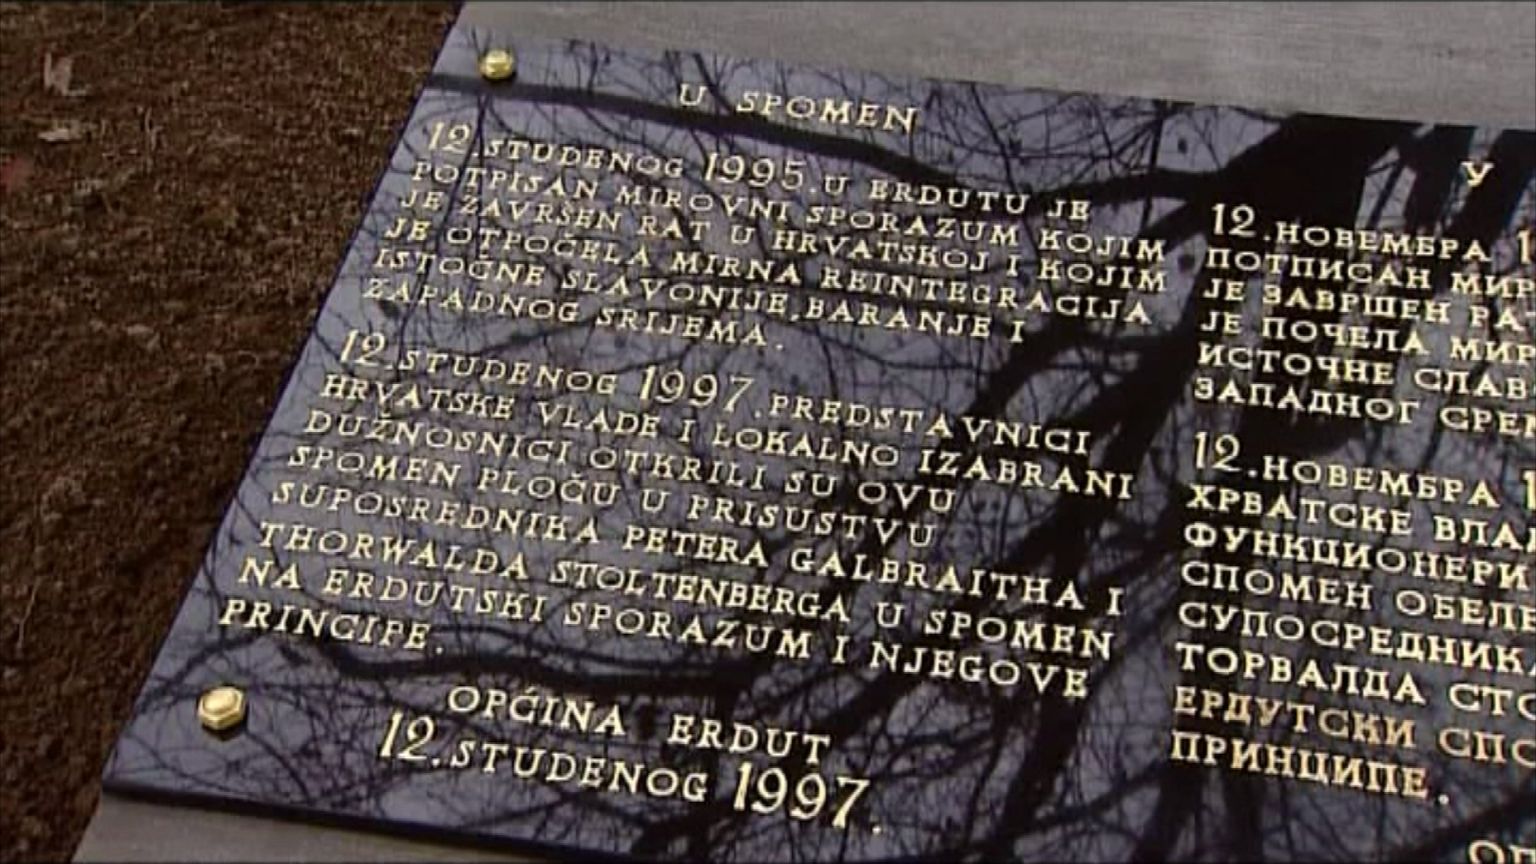 U SPOMEN
12. STUDENOG 1995. U ERDUTU JE
POTPISAN MIROVNI SPORAZUM KOJIM
JE ZAVRŠEN RAT U HRVATSKOJ I KOJIM
JE OTPOČELA MIRNA REINTEGRACIJA
ISTOČNE SLAVONIJE, BARANJE I
ZAPADNOG SRIJEMA.
12. STUDENOG 1997. PREDSTAVNICI
HRVATSKE VLADE I LOKALNO IZABRANI
DUŽNOSNICI OTKRILI SU OVU
SPOMEN PLOČU U PRISUSTVU
SUPOSREDNIKA PETERA GALBRAITHA I
THORWALDA STOLTENBERGA U SPOMEN
NA ERDUTSKI SPORAZUM I NJEGOVE
PRINCIPE.
OPĆINA ERDUT
12. STUDENOG 1997.
У
12. НОВЕМБРА
ПОТПИСАН
ЈЕ ЗАВРШЕН
ЈЕ ПОЧЕЛА
ИСТОЧНЕ
ЗАПАДНОГ
12. НОВЕМБРА
ХРВАТСКЕ
ФУНКЦИОНЕРИ
СПОМЕН
СУПОСРЕДНИК
ТОРВАЛДА
ЕРДУТСКИ
ПРИНЦИПЕ.